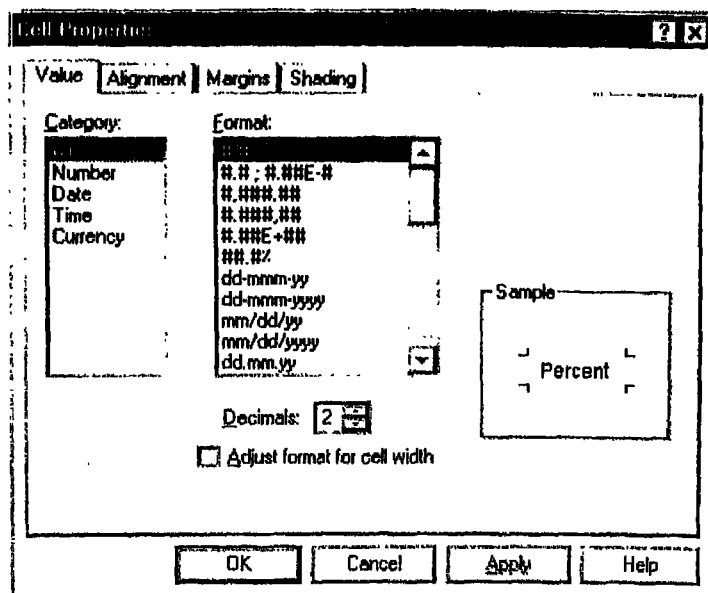 Cell Properties
? X
Value Alignment Margins Shading
Category:
Number
Date
Time
Currency
Format:
#.# ; #.##E-#
#,###.##
#.###,##
#.##E+##
##.#%
dd-mmm-yy
dd-mmm-yyyy
mm/dd/yy
mm/dd/yyyy
dd.mm.yy
Sample
Percent
Decimals: 2
Adjust format for cell width
OK Cancel Apply Help